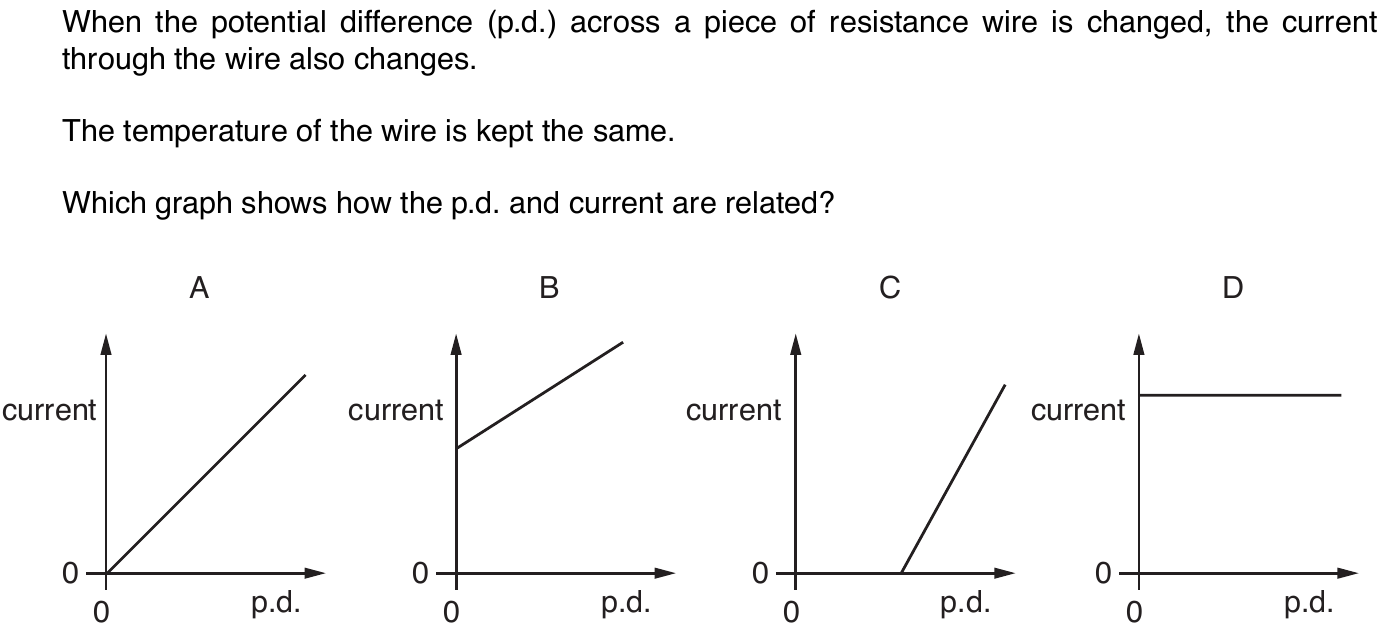 When the potential difference (p.d.) across a piece of resistance wire is changed, the current
through the wire also changes.
The temperature of the wire is kept the same.
Which graph shows how the p.d. and current are related?
A B C D
current current current current
0 0 0 0
0 p.d. 0 p.d. 0 p.d. 0 p.d.